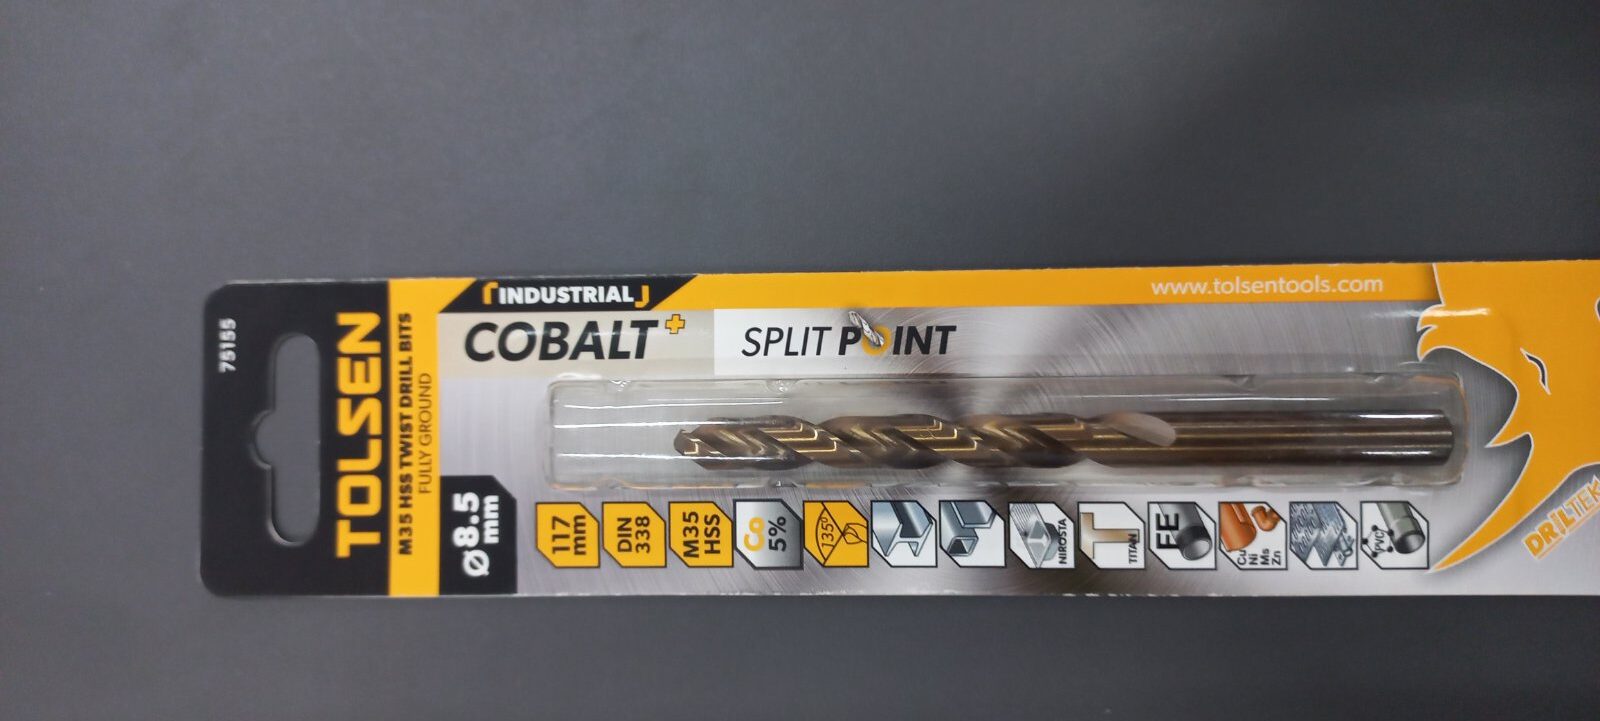 75155
TOLSEN
M35 HSS TWIST DRILL BITS
FULLY GROUND
Ø8.5
mm
INDUSTRIAL
COBALT+
SPLIT POINT
www.tolsentools.com
117
mm
DIN
338
M35
HSS
Co
5%
135°
NIROSTA
TITAN
FE
Cu
Ni
Ms
Zn
PVC
DRILTEK